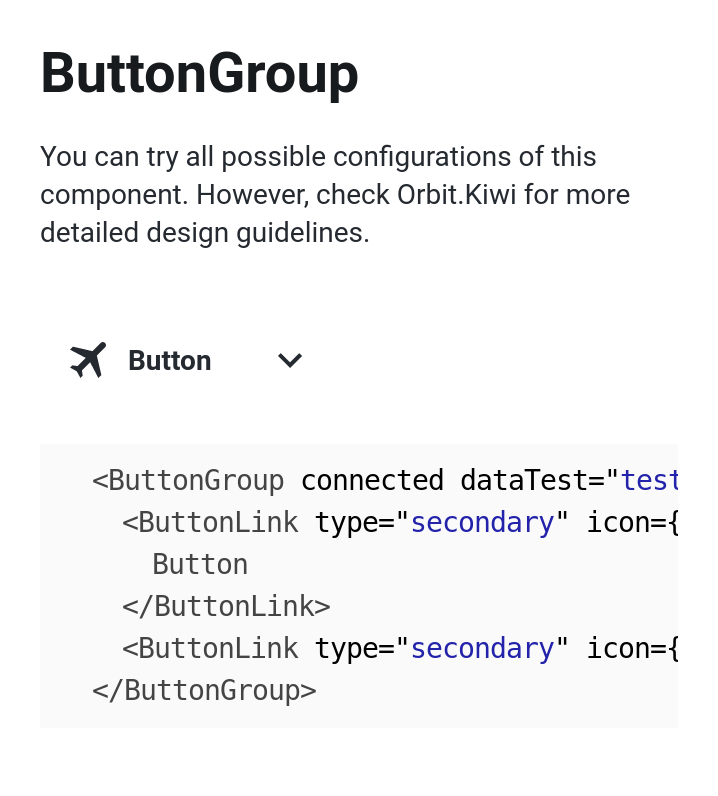 ButtonGroup
You can try all possible configurations of this
component. However, check Orbit.Kiwi for more
detailed design guidelines.
Button
<ButtonGroup connected dataTest="test
<ButtonLink type="secondary" icon={
Button
</ButtonLink>
<ButtonLink type="secondary" icon={
</ButtonGroup>